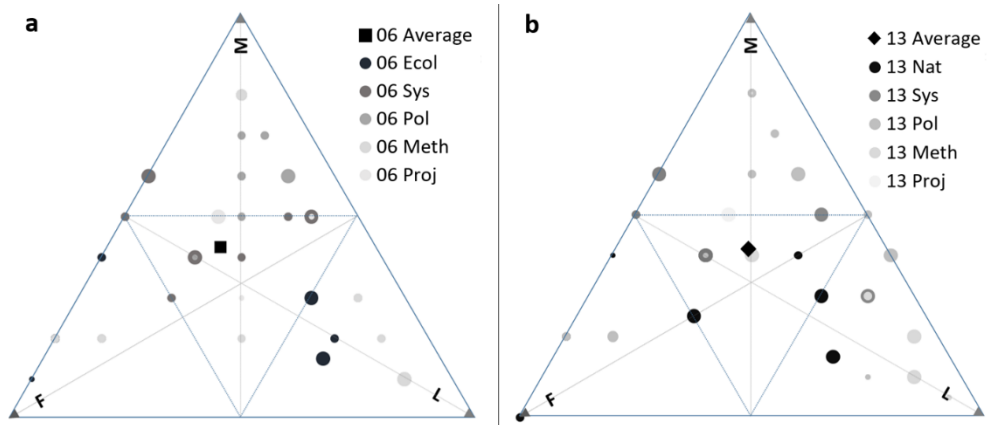 a
M
06 Average
06 Ecol
06 Sys
06 Pol
06 Meth
06 Proj
F
L
b
M
13 Average
13 Nat
13 Sys
13 Pol
13 Meth
13 Proj
F
L